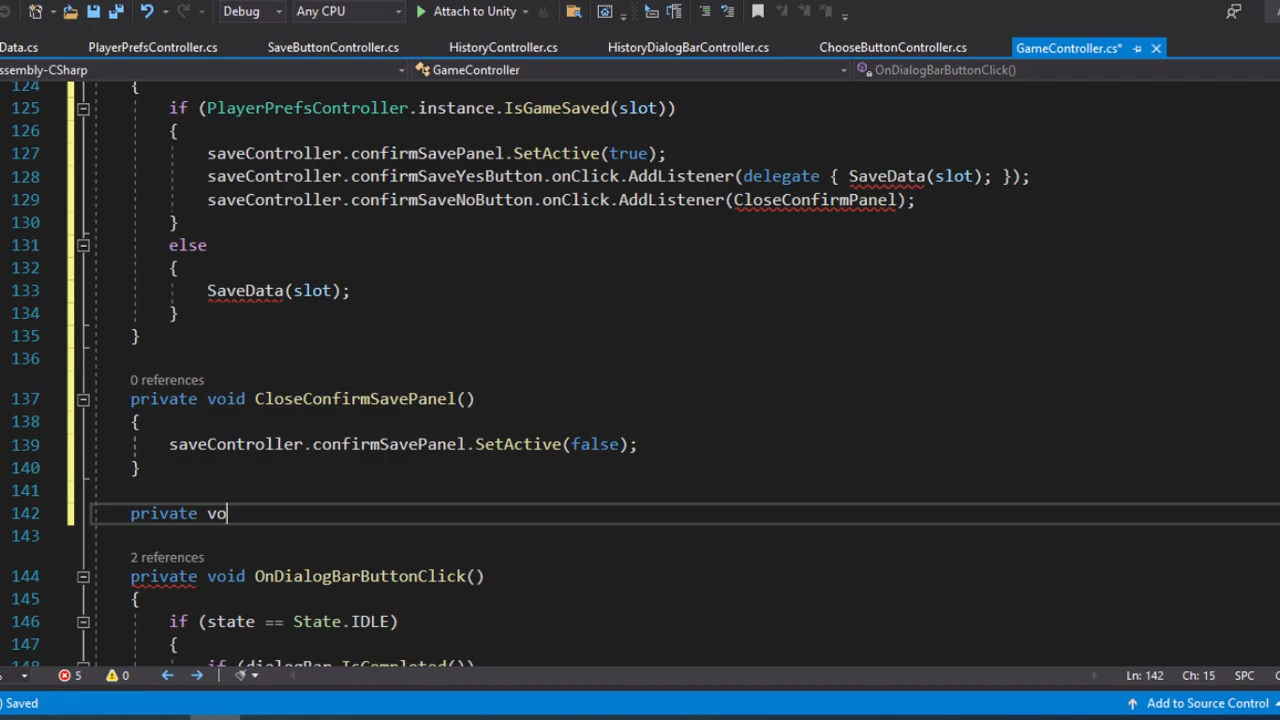 Debug Any CPU Attach to Unity
Data.cs PlayerPrefsController.cs SaveButtonController.cs HistoryController.cs HistoryDialogBarController.cs ChooseButtonController.cs GameController.cs*
ssembly-CSharp GameController OnDialogBarButtonClick()
124 {
125 if (PlayerPrefsController.instance.IsGameSaved(slot))
126 {
127 saveController.confirmSavePanel.SetActive(true);
128 saveController.confirmSaveYesButton.onClick.AddListener(delegate { SaveData(slot); });
129 saveController.confirmSaveNoButton.onClick.AddListener(CloseConfirmPanel);
130 }
131 else
132 {
133 SaveData(slot);
134 }
135 }
136
0 references
137 private void CloseConfirmSavePanel()
138 {
139 saveController.confirmSavePanel.SetActive(false);
140 }
141
142 private vo
143
2 references
144 private void OnDialogBarButtonClick()
145 {
146 if (state == State.IDLE)
147 {
148 if (dialogBar.IsCompleted())
% 5 0 Ln: 142 Ch: 15 SPC
) Saved Add to Source Control